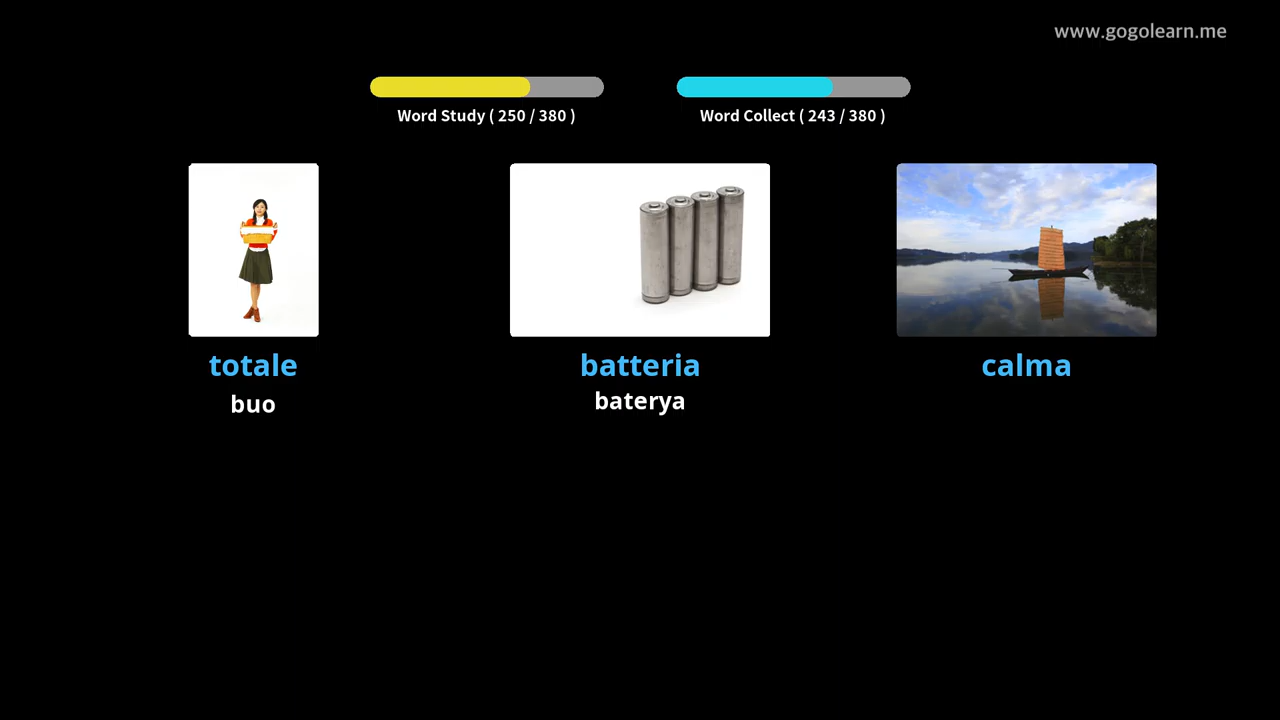 www.gogolearn.me
Word Study ( 250 / 380 )
Word Collect ( 243 / 380 )
totale
buo
batteria
baterya
calma